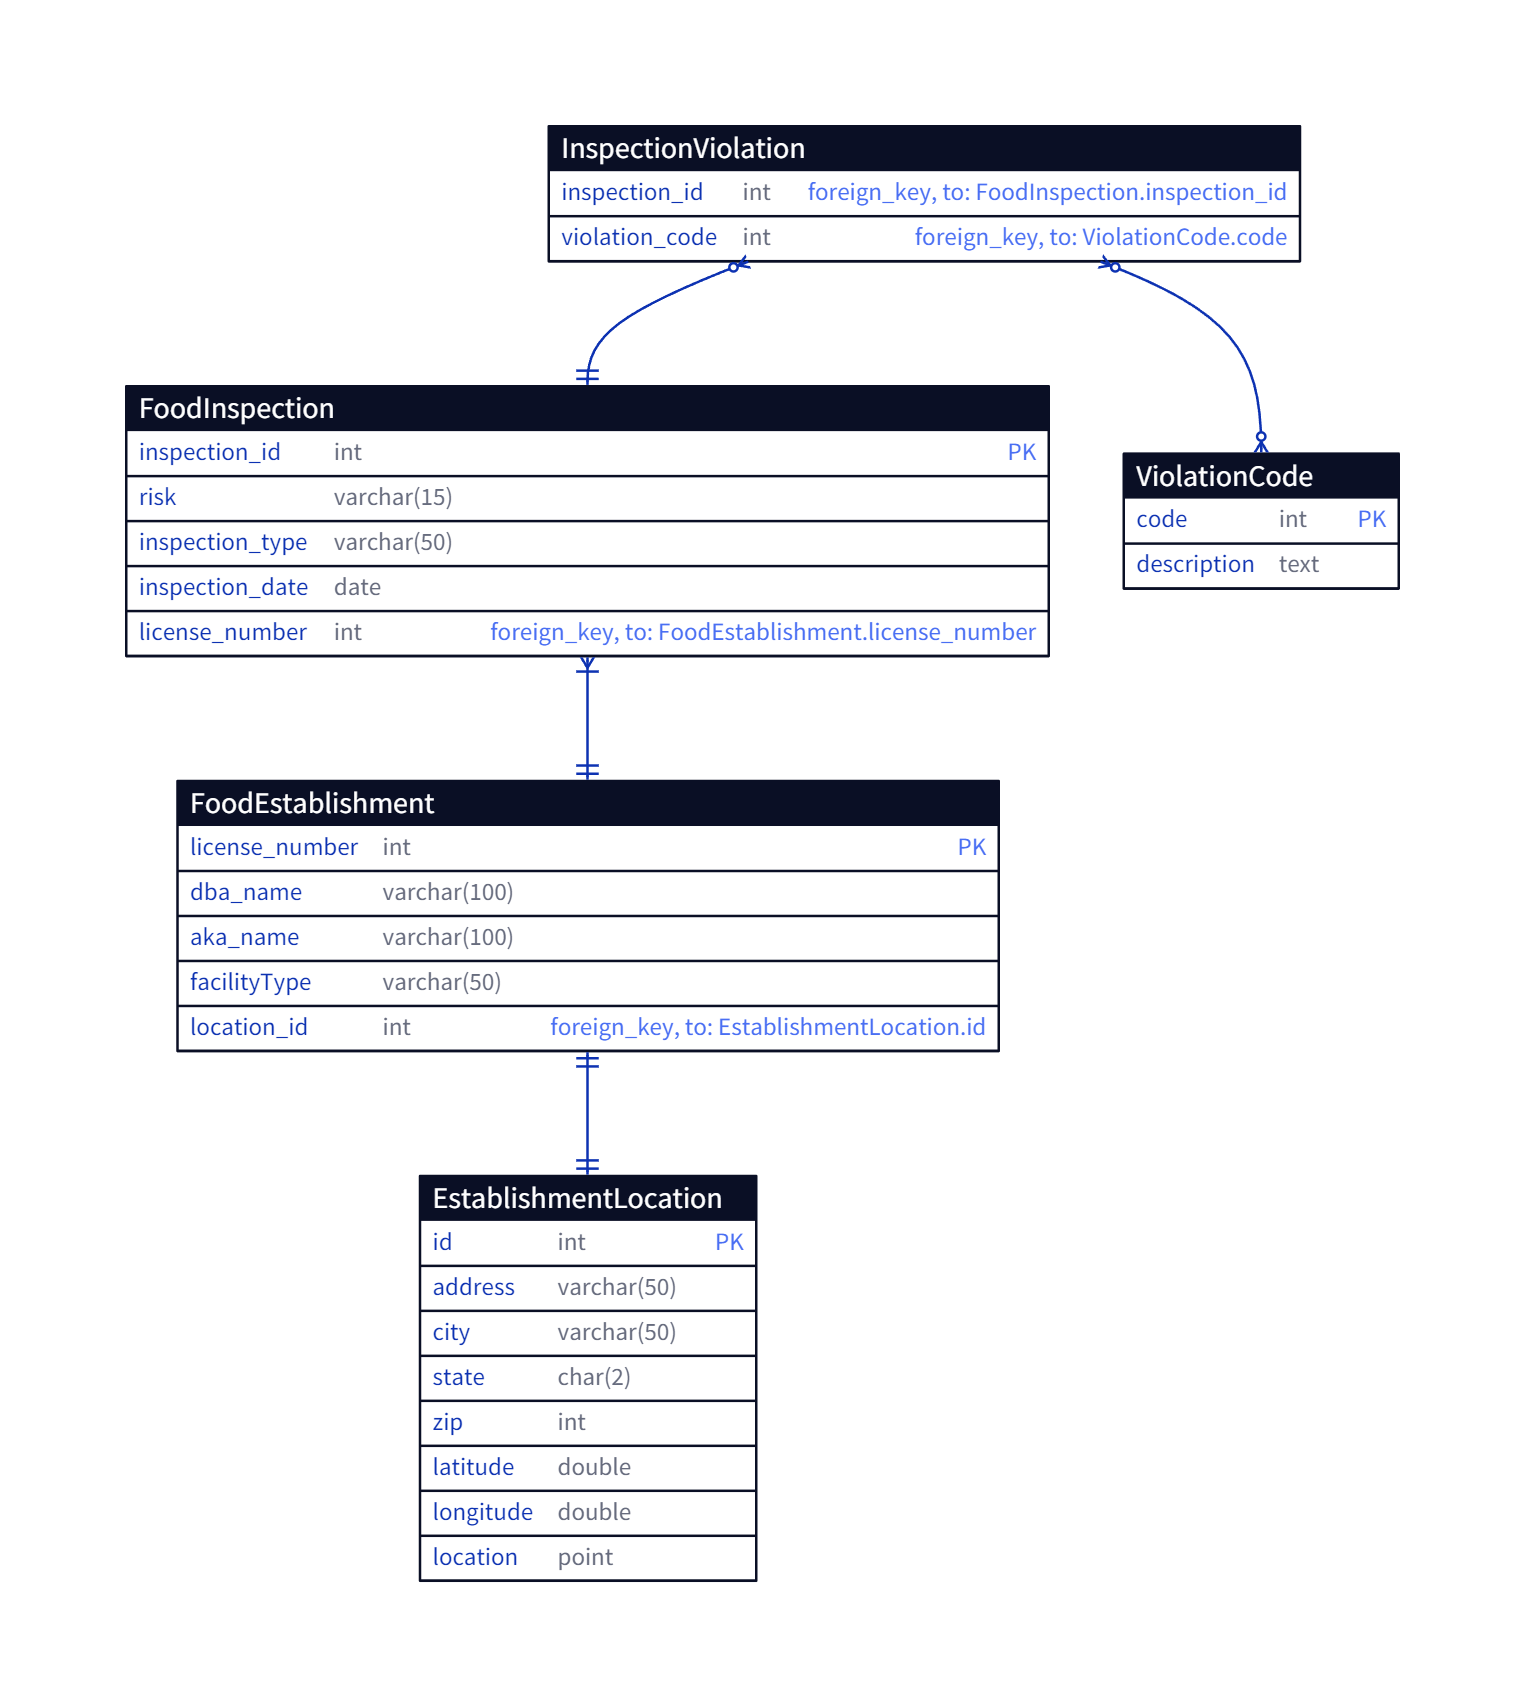 InspectionViolation
inspection_id int foreign_key, to: FoodInspection.inspection_id
violation_code int foreign_key, to: ViolationCode.code
FoodInspection
inspection_id int PK
risk varchar(15)
inspection_type varchar(50)
inspection_date date
license_number int foreign_key, to: FoodEstablishment.license_number
ViolationCode
code int PK
description text
FoodEstablishment
license_number int PK
dba_name varchar(100)
aka_name varchar(100)
facilityType varchar(50)
location_id int foreign_key, to: EstablishmentLocation.id
EstablishmentLocation
id int PK
address varchar(50)
city varchar(50)
state char(2)
zip int
latitude double
longitude double
location point